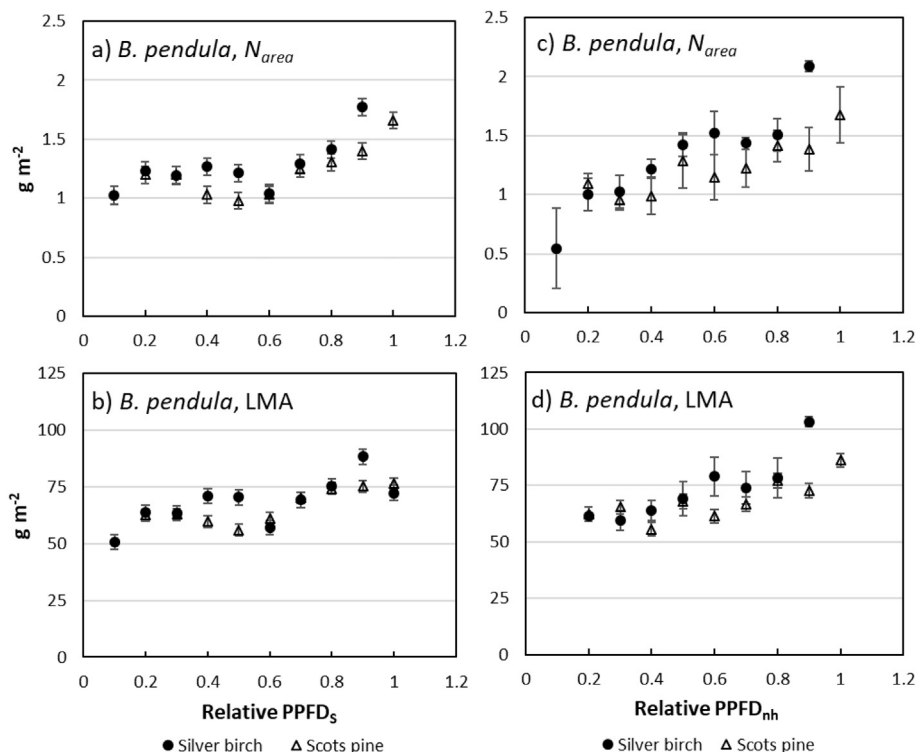 a) B. pendula, Narea
2.5
2
1.5
1
0.5
0
g m-2
0 0.2 0.4 0.6 0.8 1 1.2
c) B. pendula, Narea
2.5
2
1.5
1
0.5
0
0 0.2 0.4 0.6 0.8 1 1.2
b) B. pendula, LMA
125
100
75
50
25
0
g m-2
0 0.2 0.4 0.6 0.8 1 1.2
Relative PPFDS
Silver birch Scots pine
d) B. pendula, LMA
125
100
75
50
25
0
0 0.2 0.4 0.6 0.8 1 1.2
Relative PPFDnh
Silver birch Scots pine